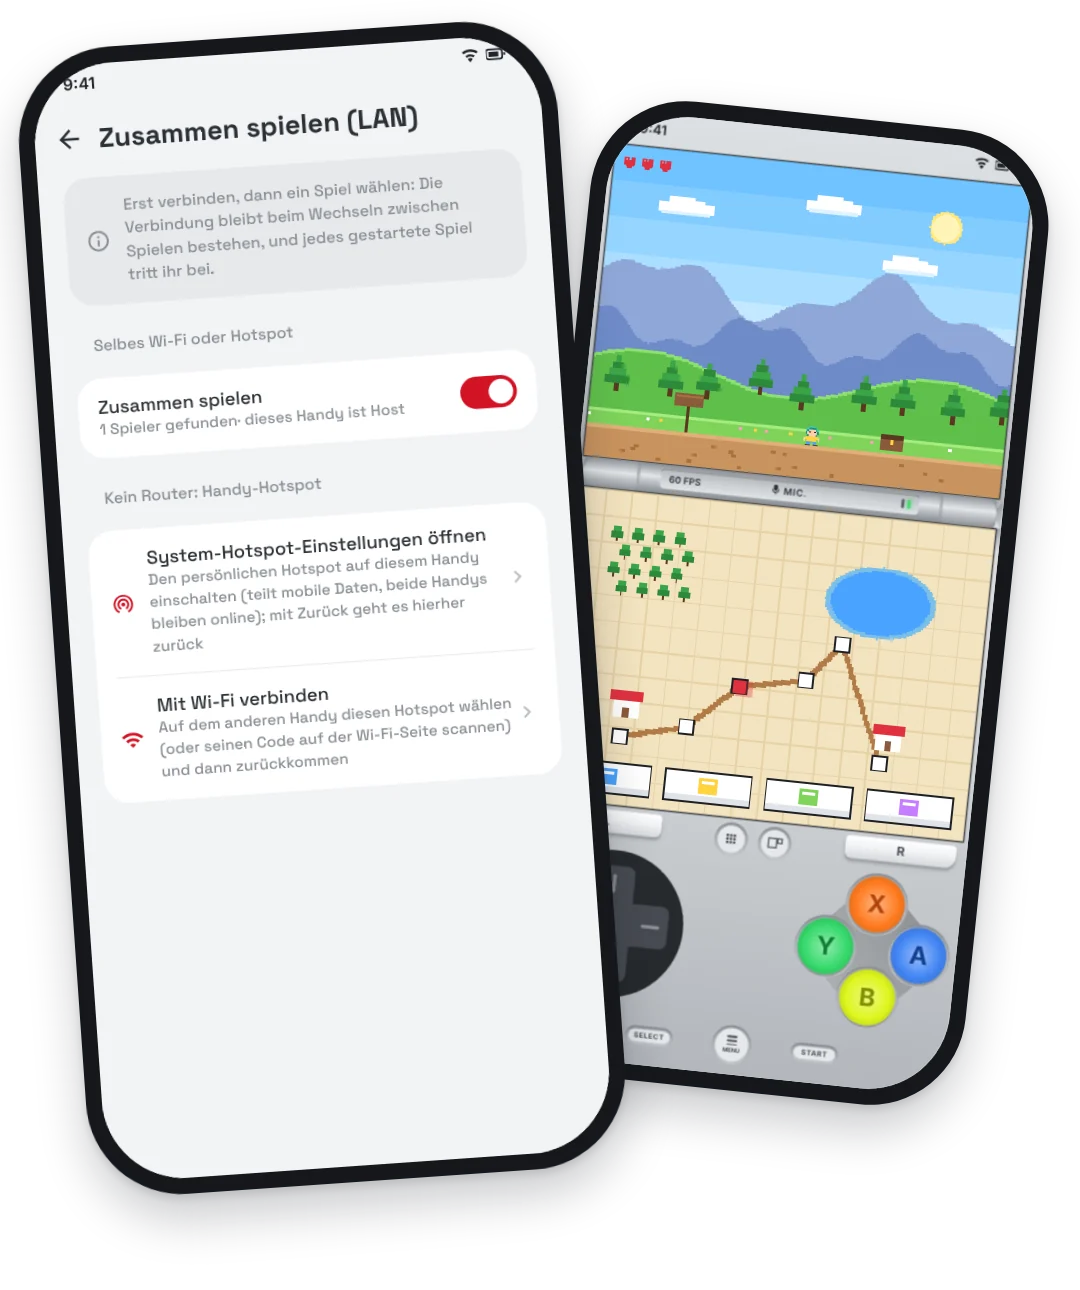 9:41
Zusammen spielen (LAN)
Erst verbinden, dann ein Spiel wählen: Die
Verbindung bleibt beim Wechseln zwischen
Spielen bestehen, und jedes gestartete Spiel
tritt ihr bei.
Selbes Wi-Fi oder Hotspot
Zusammen spielen
1 Spieler gefunden· dieses Handy ist Host
Kein Router: Handy-Hotspot
System-Hotspot-Einstellungen öffnen
Den persönlichen Hotspot auf diesem Handy
einschalten (teilt mobile Daten, beide Handys
bleiben online); mit Zurück geht es hierher
zurück
Mit Wi-Fi verbinden
Auf dem anderen Handy diesen Hotspot wählen
(oder seinen Code auf der Wi-Fi-Seite scannen)
und dann zurückkommen
9:41
60 FPS
MIC.
R
X
Y
A
B
SELECT
MENU
START